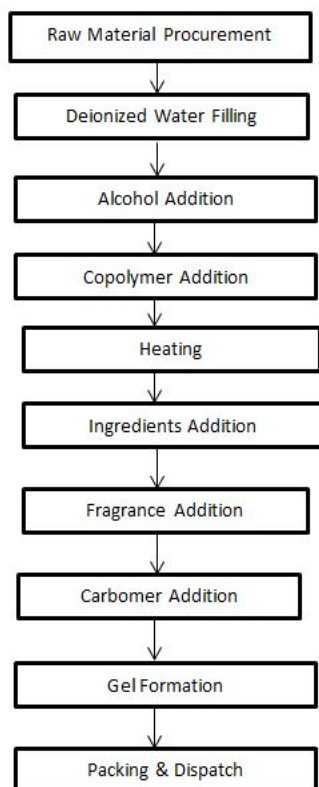 Raw Material Procurement
Deionized Water Filling
Alcohol Addition
Copolymer Addition
Heating
Ingredients Addition
Fragrance Addition
Carbomer Addition
Gel Formation
Packing & Dispatch